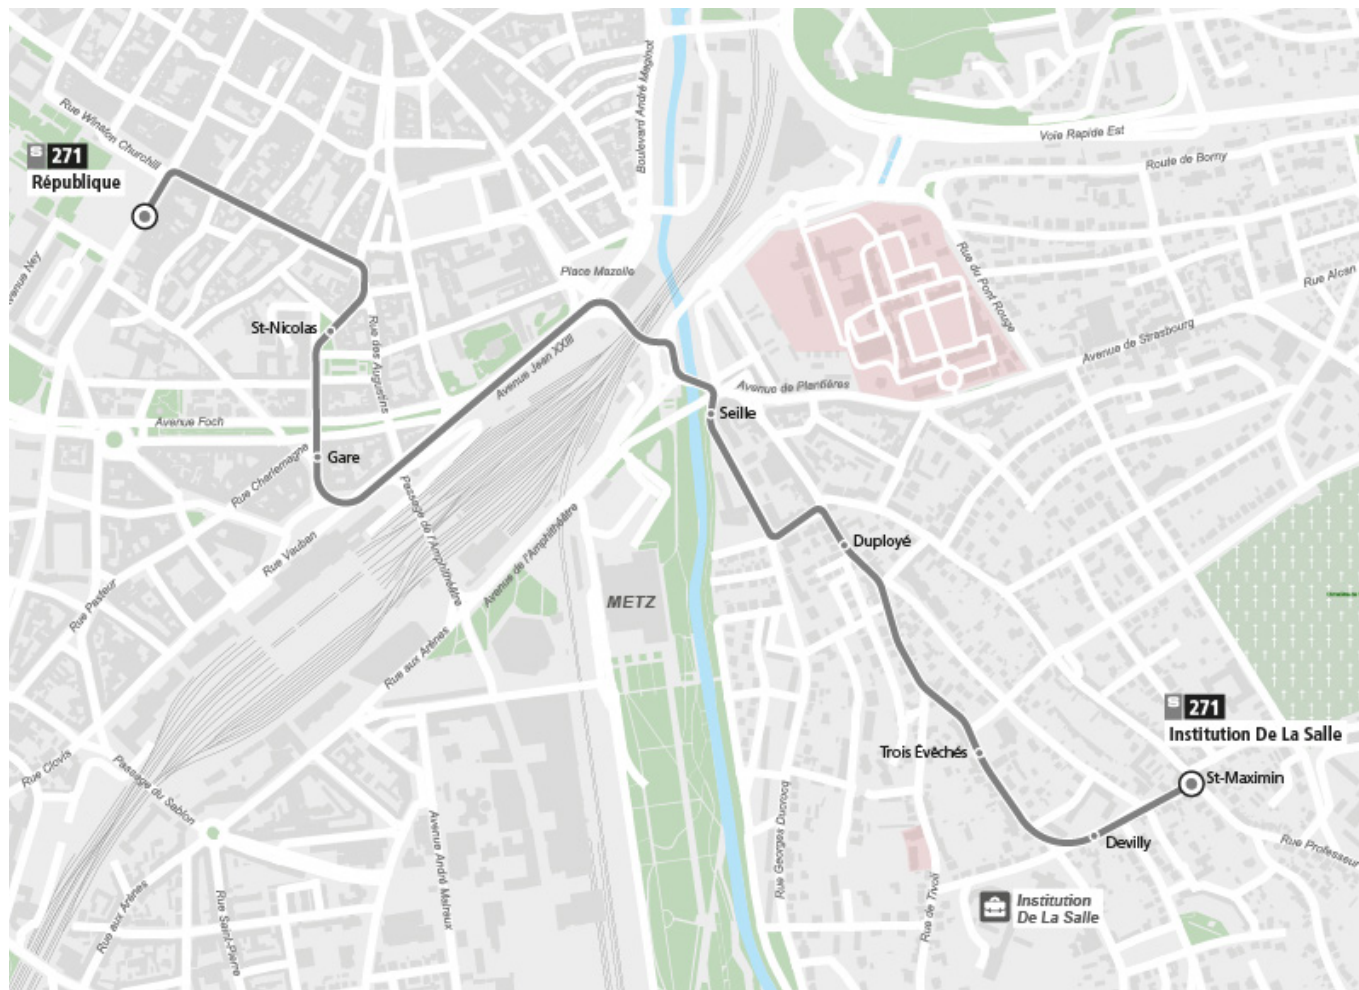 Boulevard André Maginot
Rue Winston Churchill
Voie Rapide Est
Route de Borny
S 271
République
Avenue Ney
Place Mazelle
Rue du Pont Rouge
Rue Alcan
St-Nicolas
Rue des Augustins
Avenue Jean XXIII
Avenue de Strasbourg
Avenue de Plantières
Seille
Avenue Foch
Rue Charlemagne
Gare
Passage de l'Amphithéâtre
Avenue de l'Amphithéâtre
Rue Vauban
Duployé
Rue Pasteur
METZ
Rue aux Arènes
S 271
Institution De La Salle
Trois Évêchés
St-Maximin
Rue Clovis
Passage du Sablon
Rue Georges Ducrocq
Avenue André Malraux
Devilly
Rue Professeur
Rue aux Arènes
Rue Saint-Pierre
Rue de Tivoli
Institution
De La Salle